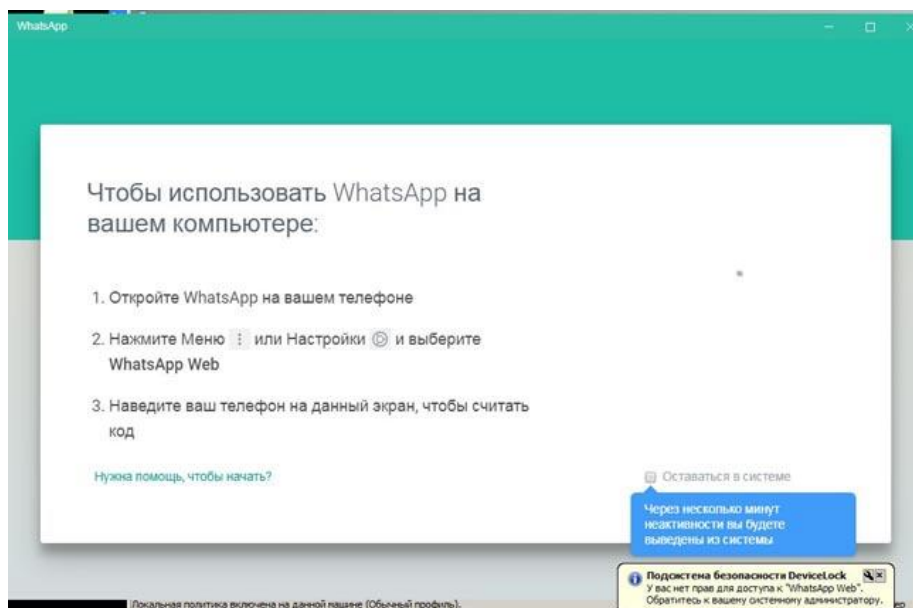 WhatsApp
Чтобы использовать WhatsApp на
вашем компьютере:
1. Откройте WhatsApp на вашем телефоне
2. Нажмите Меню или Настройки и выберите
WhatsApp Web
3. Наведите ваш телефон на данный экран, чтобы считать
код
Нужна помощь, чтобы начать?
Оставаться в системе
Через несколько минут
неактивности вы будете
выведены из системы
Подсистема безопасности DeviceLock
У вас нет прав для доступа к "WhatsApp Web".
Обратитесь к вашему системному администратору.
Локальная политика включена на данной машине (Обычный профиль).